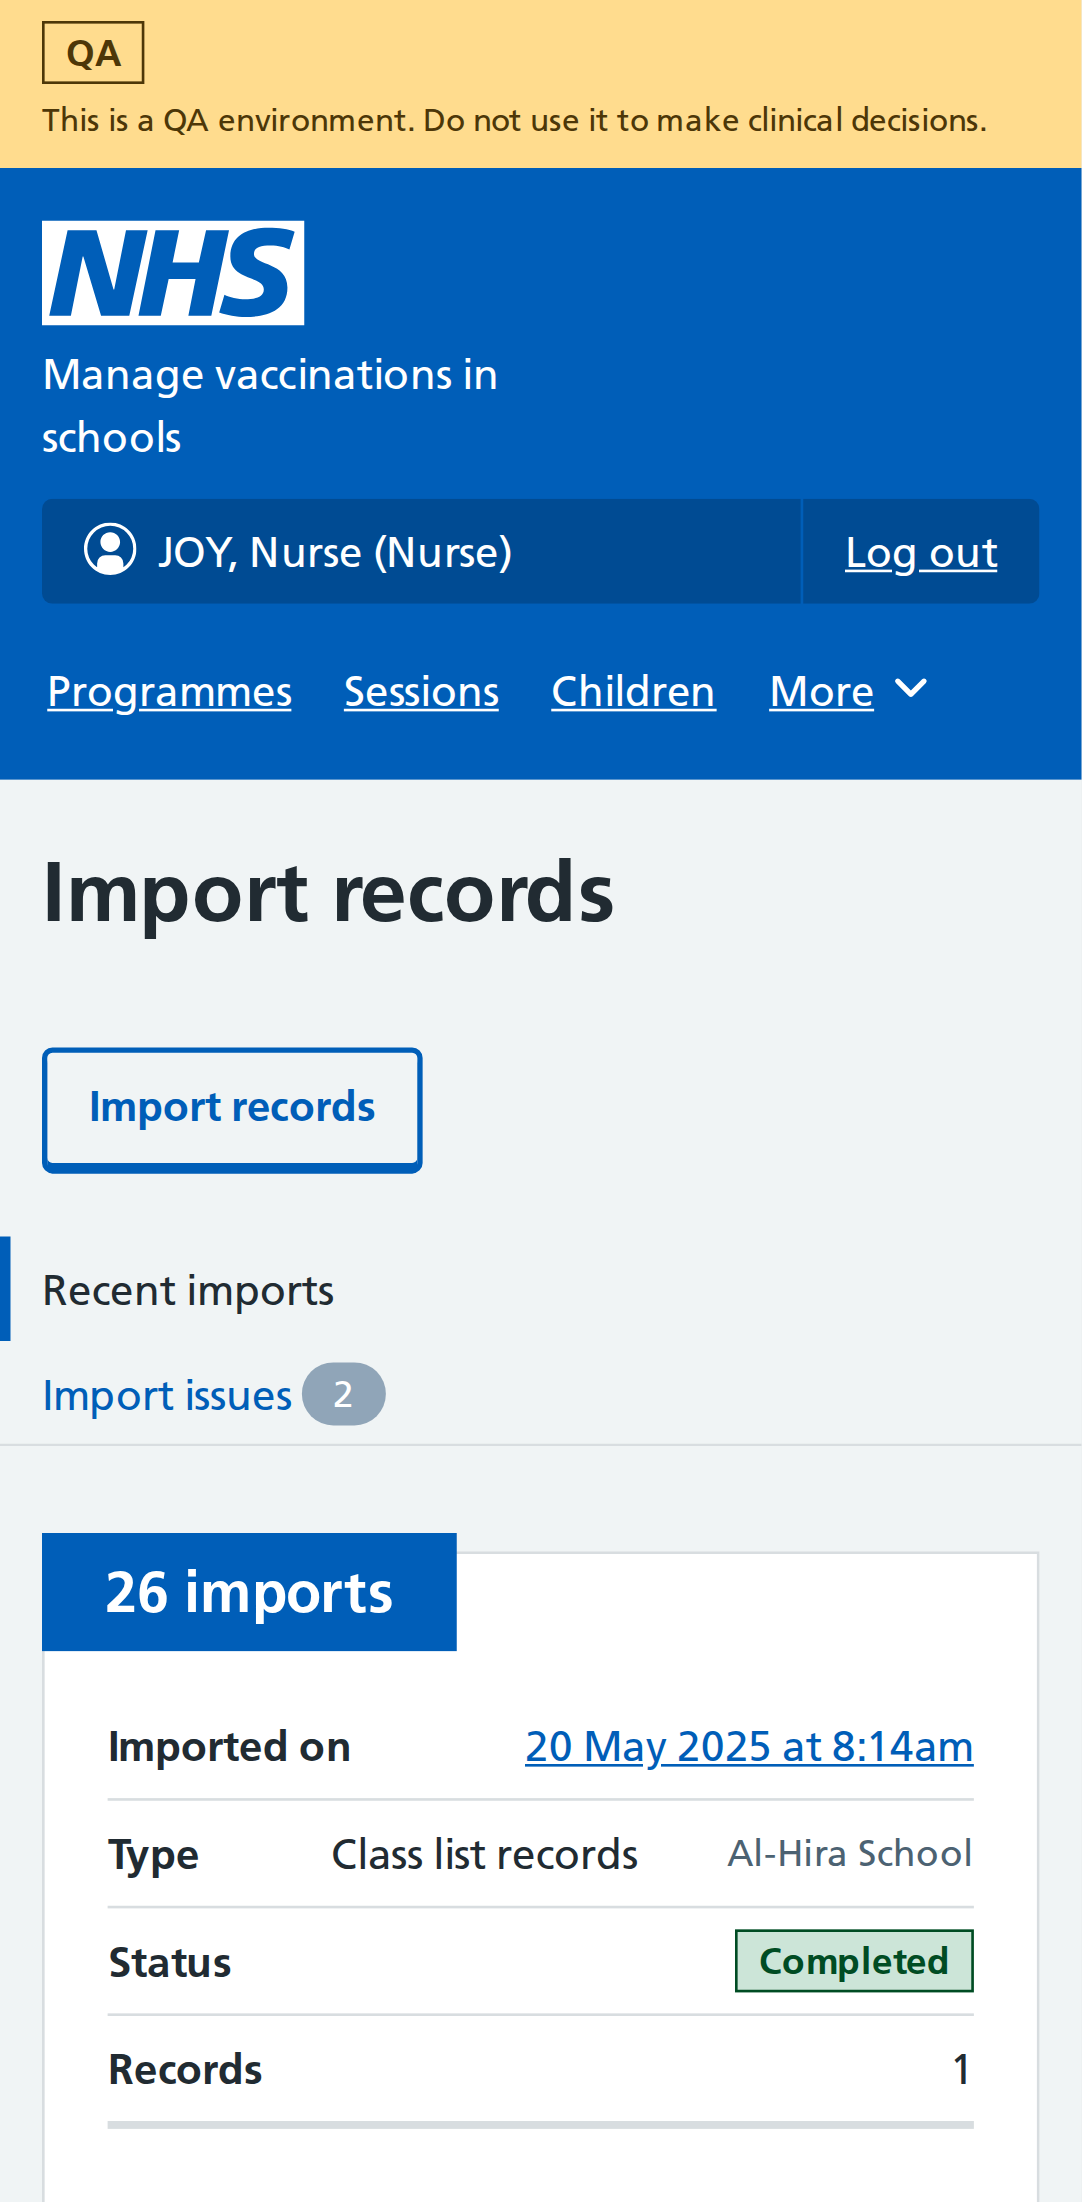 QA
This is a QA environment. Do not use it to make clinical decisions.
NHS
Manage vaccinations in
schools
JOY, Nurse (Nurse)
Log out
Programmes Sessions Children More
Import records
Import records
Recent imports
Import issues 2
26 imports
Imported on 20 May 2025 at 8:14am
Type Class list records Al-Hira School
Status Completed
Records 1